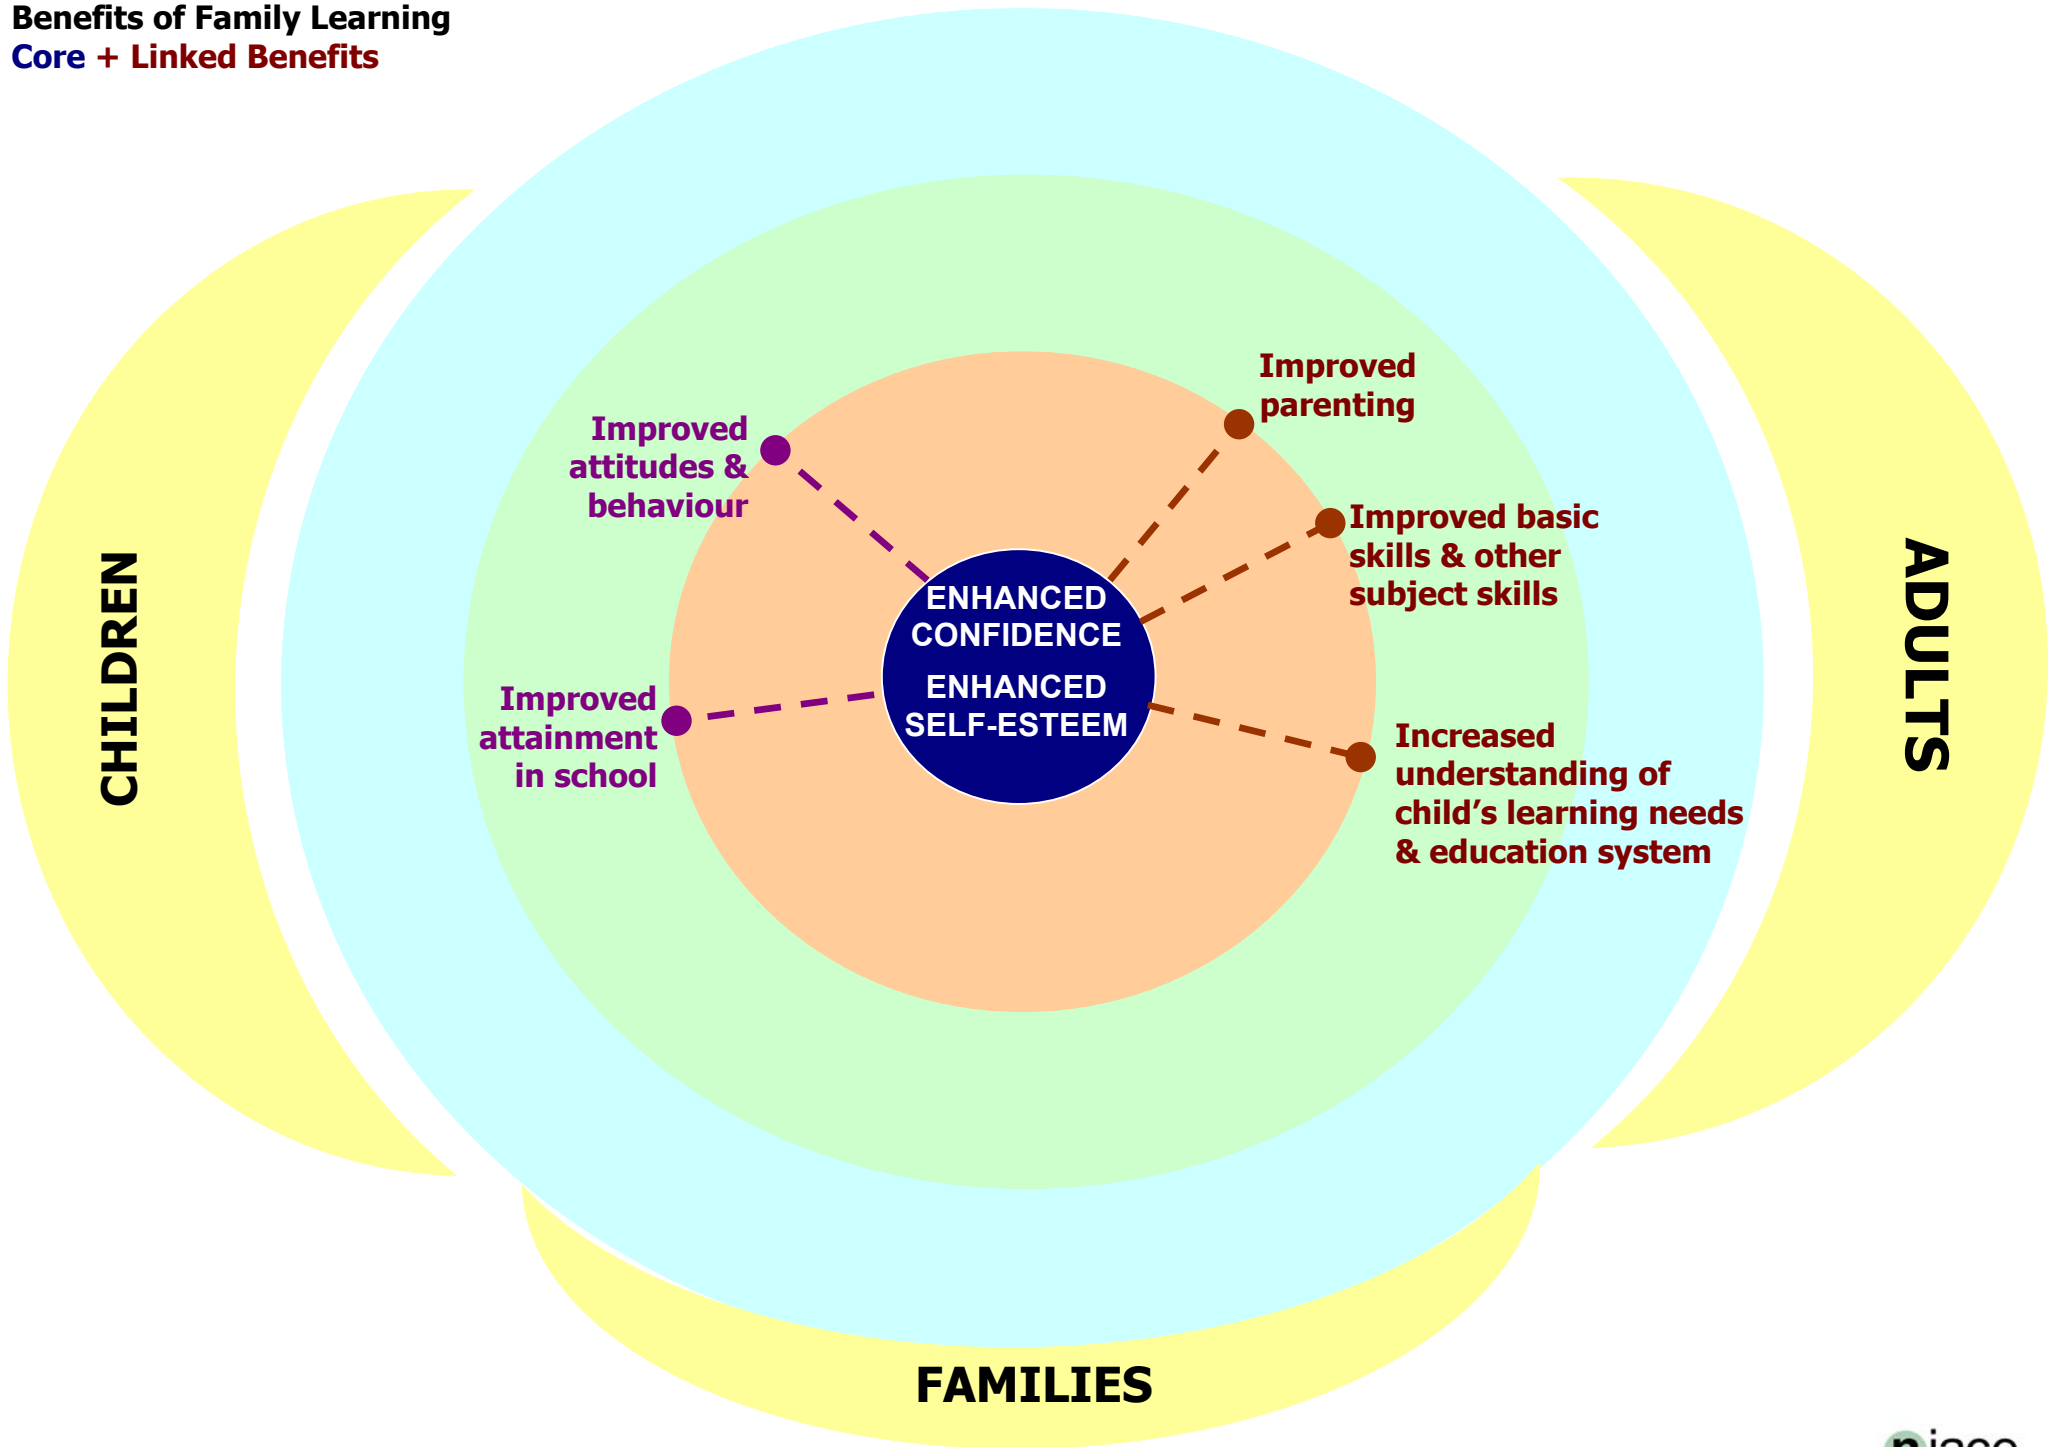 Benefits of Family Learning
Core + Linked Benefits
Improved
parenting
Improved
attitudes &
behaviour
Improved basic
skills & other
subject skills
ENHANCED
CONFIDENCE
ENHANCED
SELF-ESTEEM
Improved
attainment
in school
Increased
understanding of
child’s learning needs
& education system
CHILDREN
ADULTS
FAMILIES